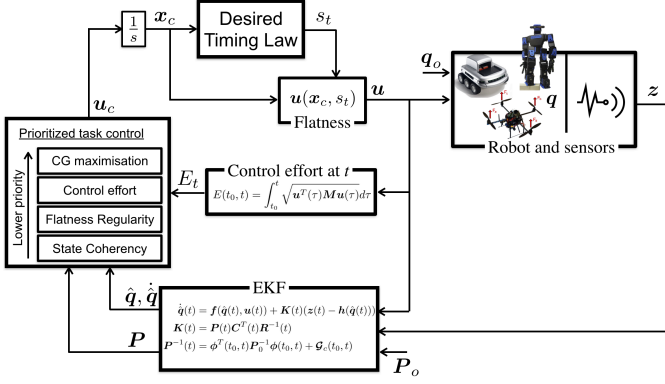 1/s
x_c
Desired
Timing Law
s_t
q_o
u(x_c, s_t)
Flatness
u
q
Robot and sensors
z
u_c
Prioritized task control
Lower priority
CG maximisation
Control effort
Flatness Regularity
State Coherency
E_t
Control effort at t
E(t_0, t) = ∫_{t_0}^{t} √(u^T(τ)Mu(τ))dτ
q̂, q̂̇
P
EKF
q̂̇(t) = f(q̂(t), u(t)) + K(t)(z(t) − h(q̂(t)))
K(t) = P(t)C^T(t)R^{-1}(t)
P^{-1}(t) = ϕ^T(t_0, t)P_0^{-1}ϕ(t_0, t) + 𝒢_c(t_0, t)
P_o